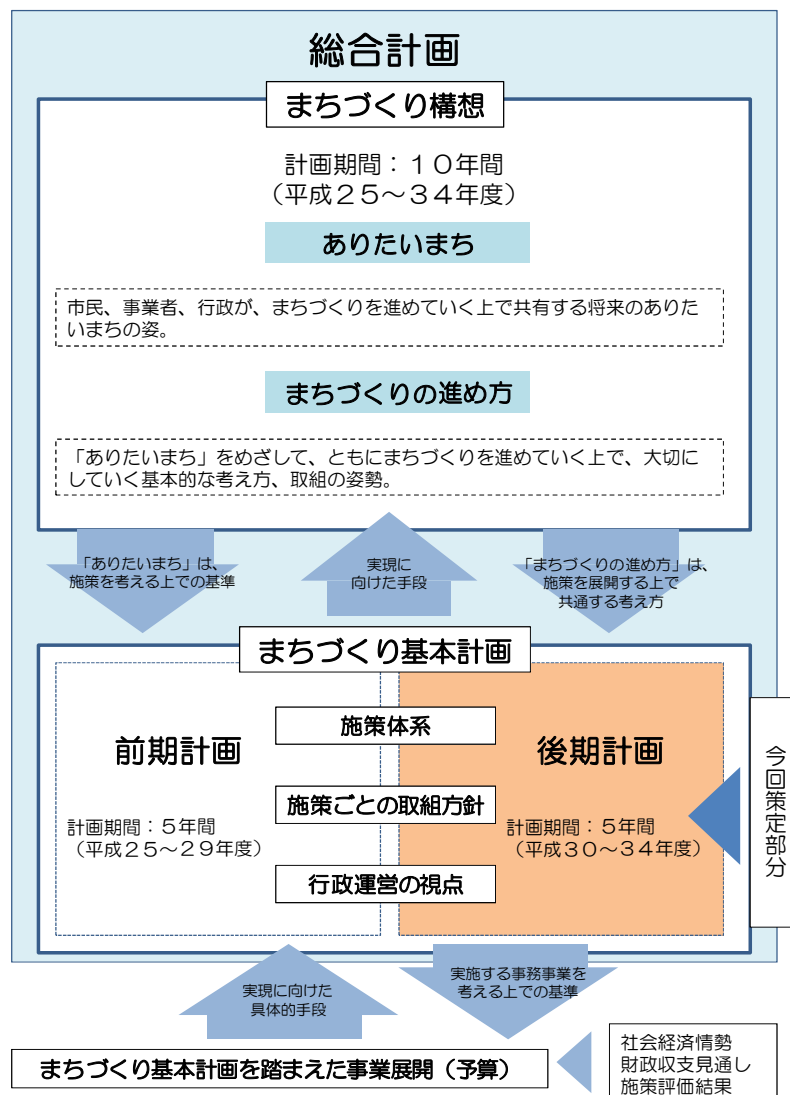 総合計画
まちづくり構想
計画期間：１０年間
（平成２５～３４年度）
ありたいまち
市民、事業者、行政が、まちづくりを進めていく上で共有する将来のありた
いまちの姿。
まちづくりの進め方
「ありたいまち」をめざして、ともにまちづくりを進めていく上で、大切に
していく基本的な考え方、取組の姿勢。
「ありたいまち」は、
施策を考える上での基準
実現に
向けた手段
「まちづくりの進め方」は、
施策を展開する上で
共通する考え方
まちづくり基本計画
前期計画
計画期間：５年間
（平成２５～２９年度）
施策体系
施策ごとの取組方針
行政運営の視点
後期計画
計画期間：５年間
（平成３０～３４年度）
今回策定部分
実現に向けた
具体的手段
実施する事務事業を
考える上での基準
まちづくり基本計画を踏まえた事業展開（予算）
社会経済情勢
財政収支見通し
施策評価結果